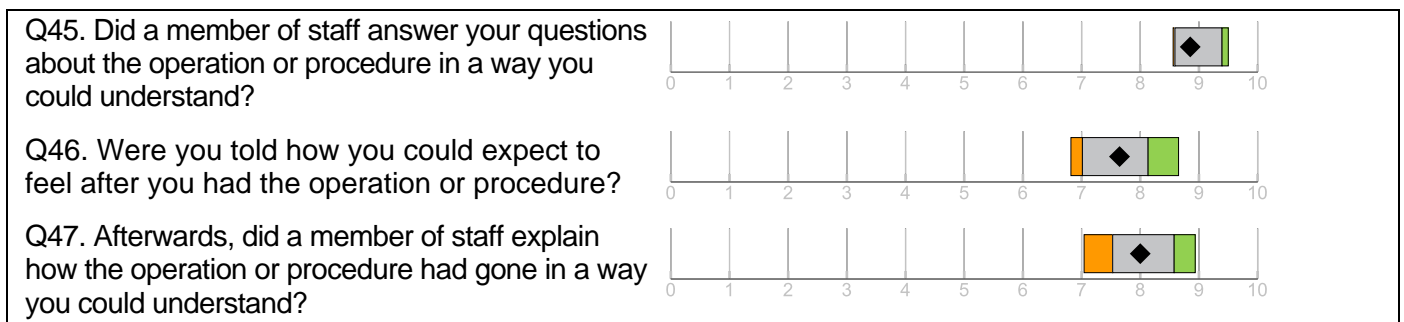 Q45. Did a member of staff answer your questions
about the operation or procedure in a way you
could understand?
0 1 2 3 4 5 6 7 8 9 10
Q46. Were you told how you could expect to
feel after you had the operation or procedure?
0 1 2 3 4 5 6 7 8 9 10
Q47. Afterwards, did a member of staff explain
how the operation or procedure had gone in a way
you could understand?
0 1 2 3 4 5 6 7 8 9 10